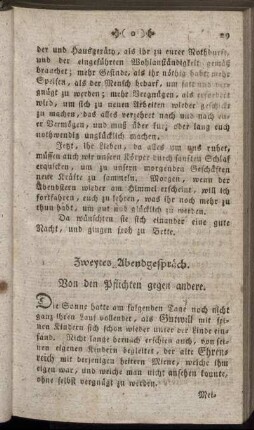 ❧ o ❧ 29
der und Hausgeräth, als ihr zu eurer Nothdurft,
und der eingeführten Wohlanständigkeit gemäß
brauchet; mehr Gesinde, als ihr nöthig habt; mehr
Speisen, als der Mensch bedarf, um satt und ver-
gnügt zu werden; mehr Vergnügen, als erfordert
wird, um sich zu neuen Arbeiten wieder geschickt
zu machen, das alles verzehret nach und nach eu-
er Vermögen, und muß über kurz oder lang euch
nothwendig unglücklich machen.
Jetzt, ihr Lieben, da alles um uns ruhet,
müssen auch wir unsern Körper durch sanften Schlaf
erquicken, um zu unsern morgenden Geschäften
neue Kräfte zu sammeln. Morgen, wenn der
Abendstern wieder am Himmel erscheint, will ich
fortfahren, euch zu lehren, was ihr noch mehr zu
thun habt, um gut und glücklich zu werden.
Da wünschten sie sich einander eine gute
Nacht, und gingen froh zu Bette.
Zweytes Abendgespräch.
Von den Pflichten gegen andere.
Die Sonne hatte am folgenden Tage noch nicht
ganz ihren Lauf vollendet, als Gutwill mit sei-
nen Kindern sich schon wieder unter der Linde ein-
fand. Nicht lange hernach erschien auch, von sei-
nen eigenen Kindern begleitet, der alte Ehren-
reich mit derjenigen heitern Miene, welche ihm
eigen war, und welche man nicht ansehen konnte,
ohne selbst vergnügt zu werden.
Mei-